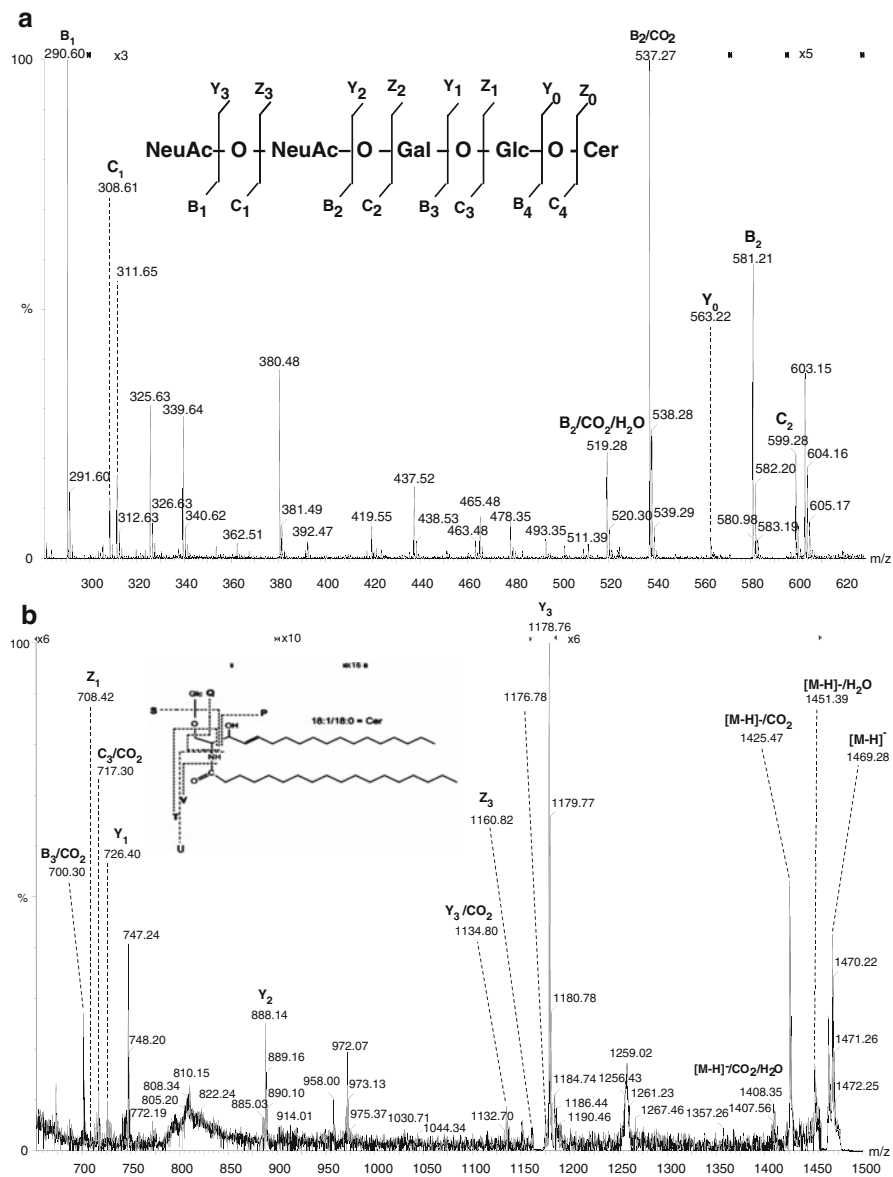 a
B1
290.60
x3
B2/CO2
537.27
x5
100
Y3 Z3 Y2 Z2 Y1 Z1 Y0 Z0
NeuAc O NeuAc O Gal O Glc O Cer
B1 C1 B2 C2 B3 C3 B4 C4
C1
308.61
311.65
B2
581.21
Y0
563.22
%
380.48
603.15
325.63
339.64
B2/CO2/H2O
519.28
538.28
C2
599.28
604.16
291.60
437.52
465.48
582.20
326.63
312.63
340.62
381.49
419.55
438.53
478.35
520.30
539.29
580.98
605.17
362.51
392.47
463.48
493.35
511.39
583.19
0
300 320 340 360 380 400 420 440 460 480 500 520 540 560 580 600 620
m/z
b
Y3
1178.76
100
x6
x10
x6
Z1
708.42
x16
Glc Q
S P
OH
18:1/18:0 = Cer
O
NH
O C
V
T
U
1176.78
[M-H]-/H2O
1451.39
[M-H]-/CO2
1425.47
[M-H]-
1469.28
C3/CO2
717.30
Z3
1160.82
1179.77
Y1
726.40
B3/CO2
700.30
%
Y3/CO2
1134.80
747.24
1470.22
Y2
888.14
1180.78
748.20
889.16
972.07
1259.02
1471.26
810.15
808.34
805.20
772.19
822.24
885.03
890.10
914.01
958.00
973.13
975.37
1030.71
1044.34
1132.70
1184.74
1186.44
1190.46
1256.43
1261.23
1267.46
[M-H]-/CO2/H2O
1408.35
1407.56
1357.26
1472.25
0
700 750 800 850 900 950 1000 1050 1100 1150 1200 1250 1300 1350 1400 1450 1500
m/z